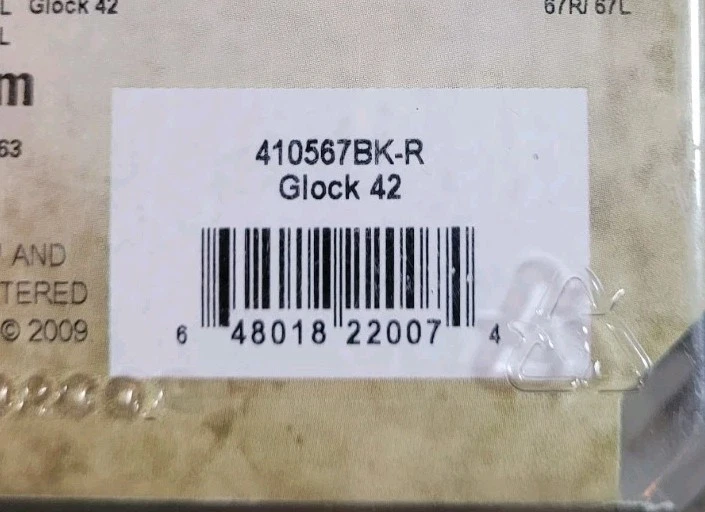 L Glock 42
67R/ 67L
L
m
63
410567BK-R
Glock 42
AND
TERED
© 2009
6 48018 22007 4